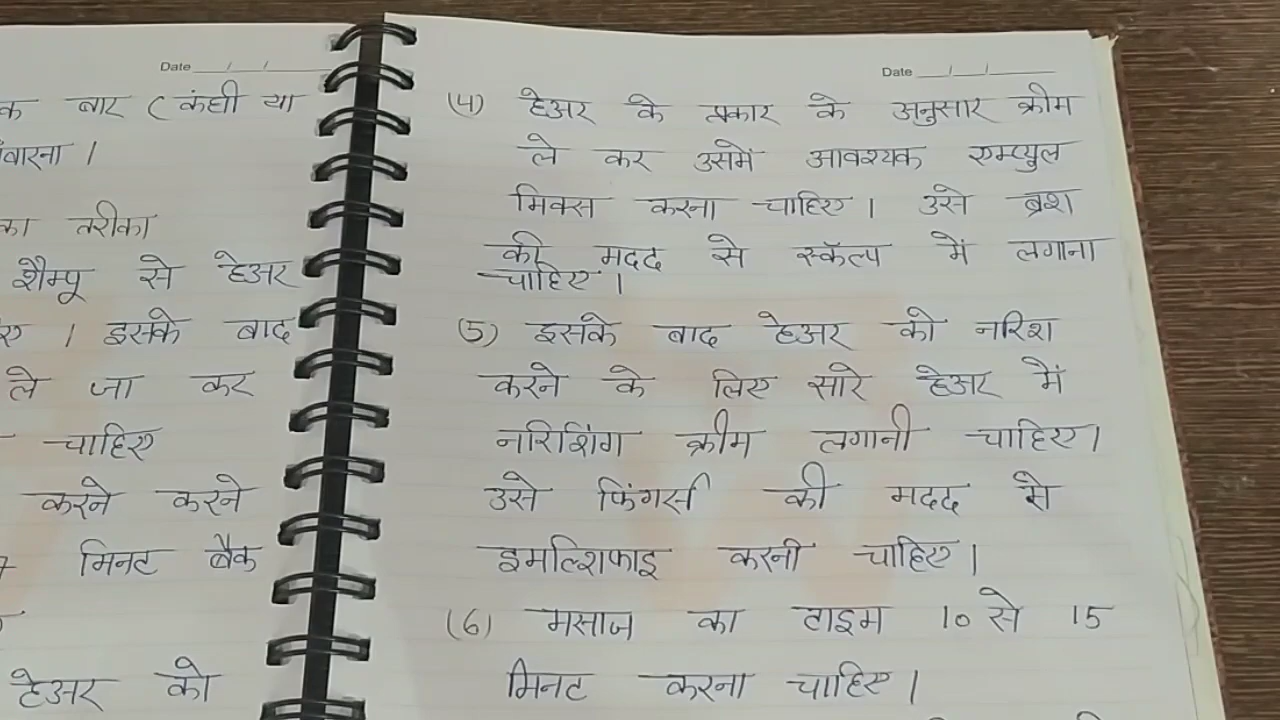 Date
बार ( कंघी या
का तरीका
शैम्पू से हेअर
। इसके बाद
ले जा कर
चाहिए
करने करने
मिनट बैक
हेअर को
Date
(4) हेअर के प्रकार के अनुसार क्रीम
ले कर उसमें आवश्यक एम्प्युल
मिक्स करना चाहिए । उसे ब्रश
की मदद से स्कॅल्प में लगाना
चाहिए ।
(5) इसके बाद हेअर को नरिश
करने के लिए सारे हेअर में
नरिशिंग क्रीम लगानी चाहिए।
उसे फिंगर्स की मदद से
इमल्शिफाइ करनी चाहिए ।
(6) मसाज का टाइम 10 से 15
मिनट करना चाहिए ।